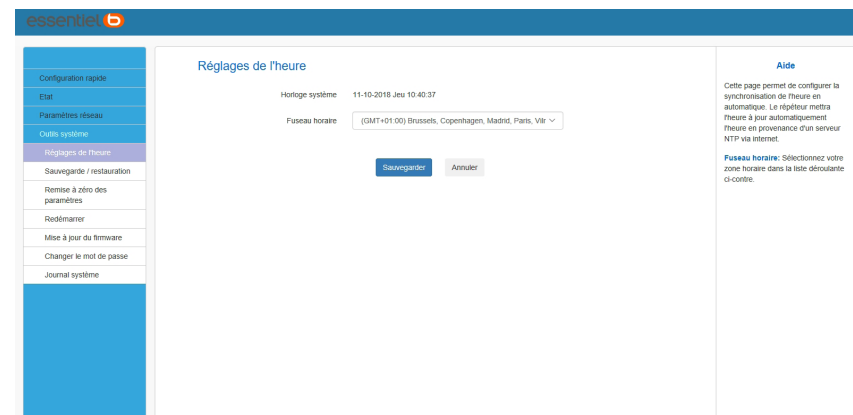 essentiel b
Configuration rapide
Etat
Paramètres réseau
Outils système
Réglages de l'heure
Sauvegarde / restauration
Remise à zéro des
paramètres
Redémarrer
Mise à jour du firmware
Changer le mot de passe
Journal système
Réglages de l'heure
Horloge système 11-10-2018 Jeu 10:40:37
Fuseau horaire (GMT+01:00) Brussels, Copenhagen, Madrid, Paris, Vilr
Sauvegarder Annuler
Aide
Cette page permet de configurer la
synchronisation de l'heure en
automatique. Le répéteur mettra
l'heure à jour automatiquement
l'heure en provenance d'un serveur
NTP via internet.
Fuseau horaire: Sélectionnez votre
zone horaire dans la liste déroulante
ci-contre.